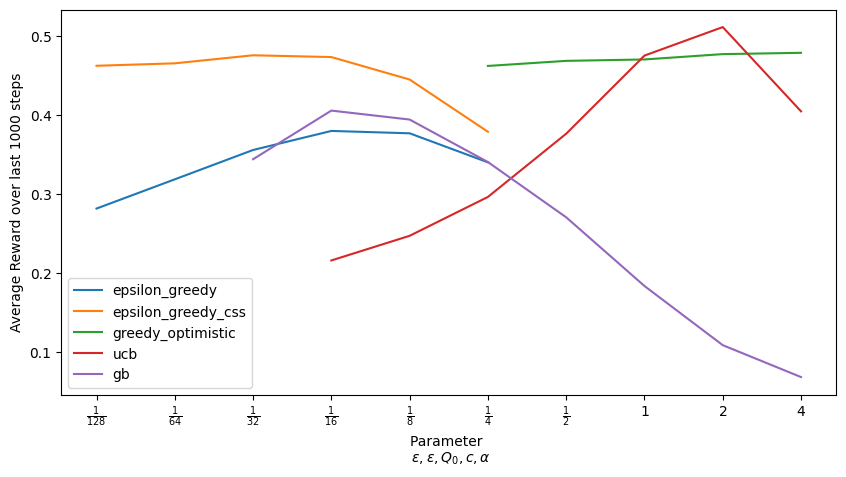 Average Reward over last 1000 steps
0.5
0.4
0.3
0.2
0.1
epsilon_greedy
epsilon_greedy_css
greedy_optimistic
ucb
gb
1/128 1/64 1/32 1/16 1/8 1/4 1/2 1 2 4
Parameter
ε, ε, Q₀, c, α